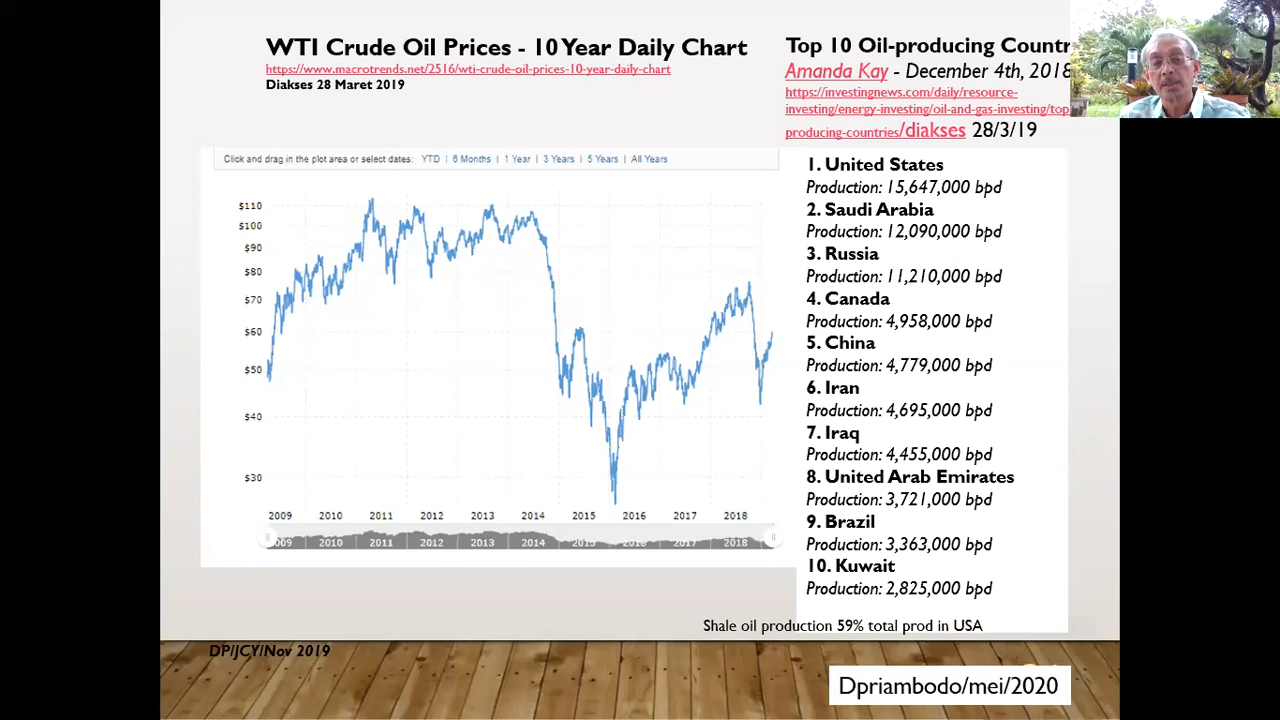 WTI Crude Oil Prices - 10 Year Daily Chart
https://www.macrotrends.net/2516/wti-crude-oil-prices-10-year-daily-chart
Diakses 28 Maret 2019
Top 10 Oil-producing Countr
Amanda Kay - December 4th, 2018
https://investingnews.com/daily/resource-
investing/energy-investing/oil-and-gas-investing/top-
producing-countries/diakses 28/3/19
Click and drag in the plot area or select dates: YTD | 6 Months | 1 Year | 3 Years | 5 Years | All Years
$110
$100
$90
$80
$70
$60
$50
$40
$30
2009 2010 2011 2012 2013 2014 2015 2016 2017 2018
2009 2010 2011 2012 2013 2014 2015 2016 2017 2018
1. United States
Production: 15,647,000 bpd
2. Saudi Arabia
Production: 12,090,000 bpd
3. Russia
Production: 11,210,000 bpd
4. Canada
Production: 4,958,000 bpd
5. China
Production: 4,779,000 bpd
6. Iran
Production: 4,695,000 bpd
7. Iraq
Production: 4,455,000 bpd
8. United Arab Emirates
Production: 3,721,000 bpd
9. Brazil
Production: 3,363,000 bpd
10. Kuwait
Production: 2,825,000 bpd
Shale oil production 59% total prod in USA
DP/JCY/Nov 2019
Dpriambodo/mei/2020